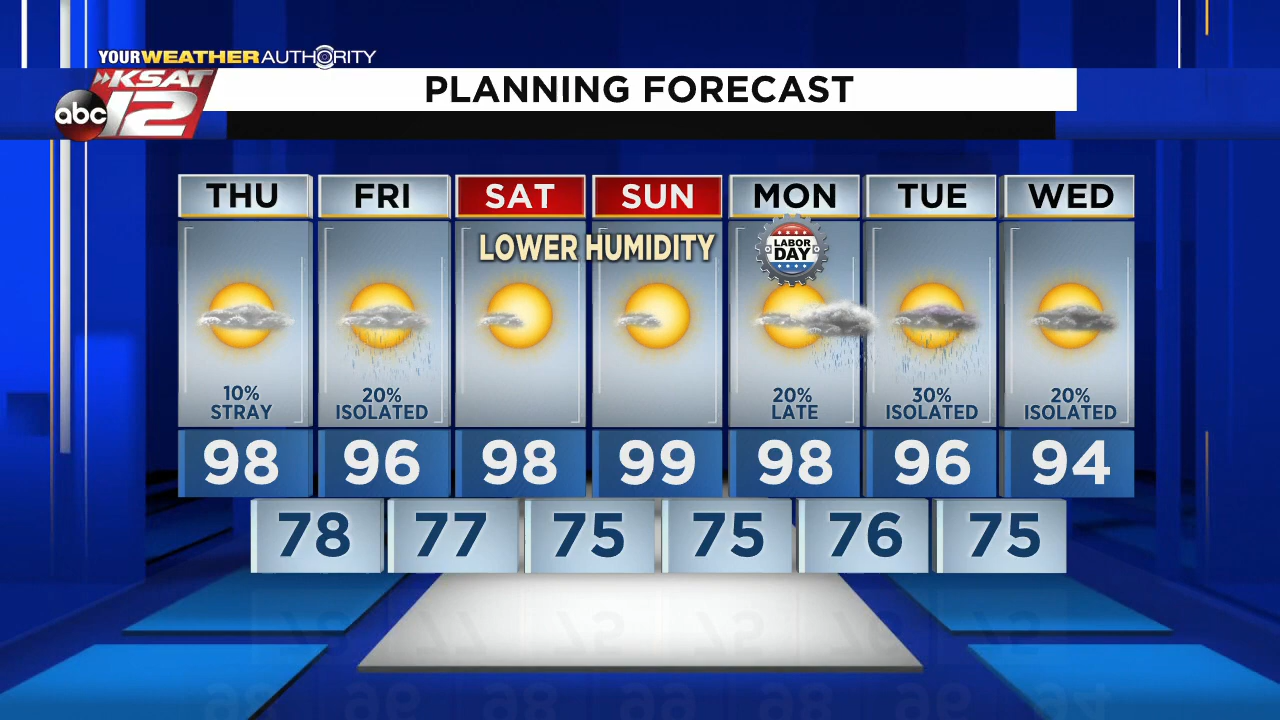 YOURWEATHERAUTHORITY
KSAT
abc 12
PLANNING FORECAST
THU FRI SAT SUN MON TUE WED
LOWER HUMIDITY
LABOR
DAY
10% 20% 20% 30% 20%
STRAY ISOLATED LATE ISOLATED ISOLATED
98 96 98 99 98 96 94
78 77 75 75 76 75